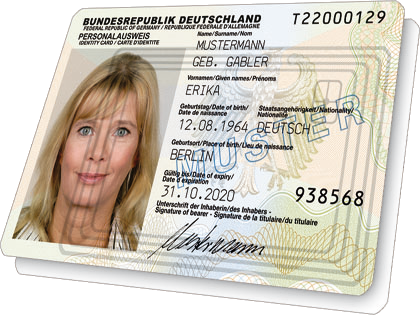 BUNDESREPUBLIK DEUTSCHLAND
FEDERAL REPUBLIC OF GERMANY / REPUBLIQUE FEDERALE D'ALLEMAGNE
T22000129
PERSONALAUSWEIS
IDENTITY CARD / CARTE D'IDENTITÉ
Name/Surname/Nom
MUSTERMANN
GEB. GABLER
Vornamen/Given names/Prénoms
ERIKA
Geburtstag/Date of birth/
Date de naissance
12.08.1964
Staatsangehörigkeit/Nationality/
Nationalité
DEUTSCH
Geburtsort/Place of birth/Lieu de naissance
BERLIN
Gültig bis/Date of expiry/
Date d'expiration
31.10.2020
938568
Unterschrift der Inhaberin/des Inhabers -
Signature of bearer - Signature de la titulaire/du titulaire
Mustermann
MUSTER